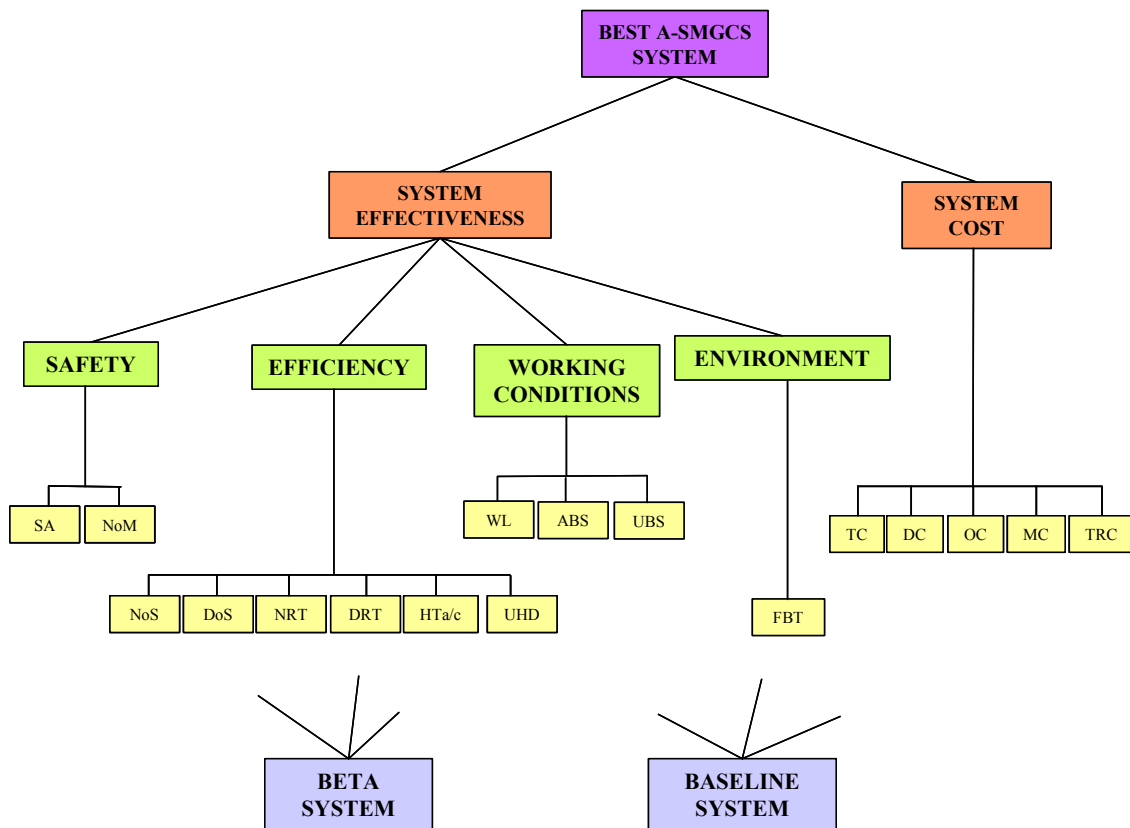 BEST A-SMGCS
SYSTEM
SYSTEM
EFFECTIVENESS
SYSTEM
COST
SAFETY
EFFICIENCY
WORKING
CONDITIONS
ENVIRONMENT
SA
NoM
WL
ABS
UBS
TC
DC
OC
MC
TRC
NoS
DoS
NRT
DRT
HTa/c
UHD
FBT
BETA
SYSTEM
BASELINE
SYSTEM